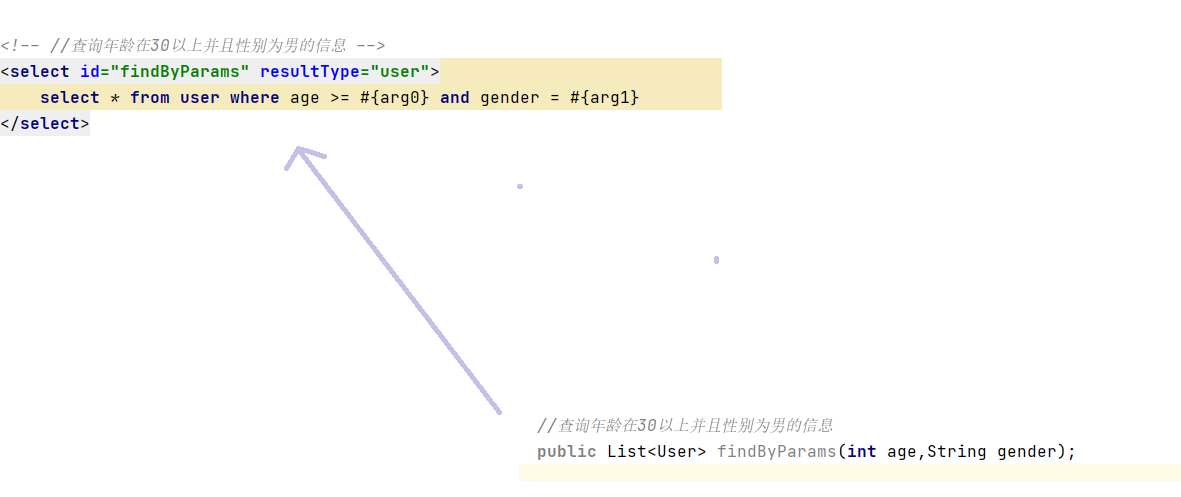 <!-- //查询年龄在30以上并且性别为男的信息 -->
<select id="findByParams" resultType="user">
    select * from user where age >= #{arg0} and gender = #{arg1}
</select>
//查询年龄在30以上并且性别为男的信息
public List<User> findByParams(int age,String gender);